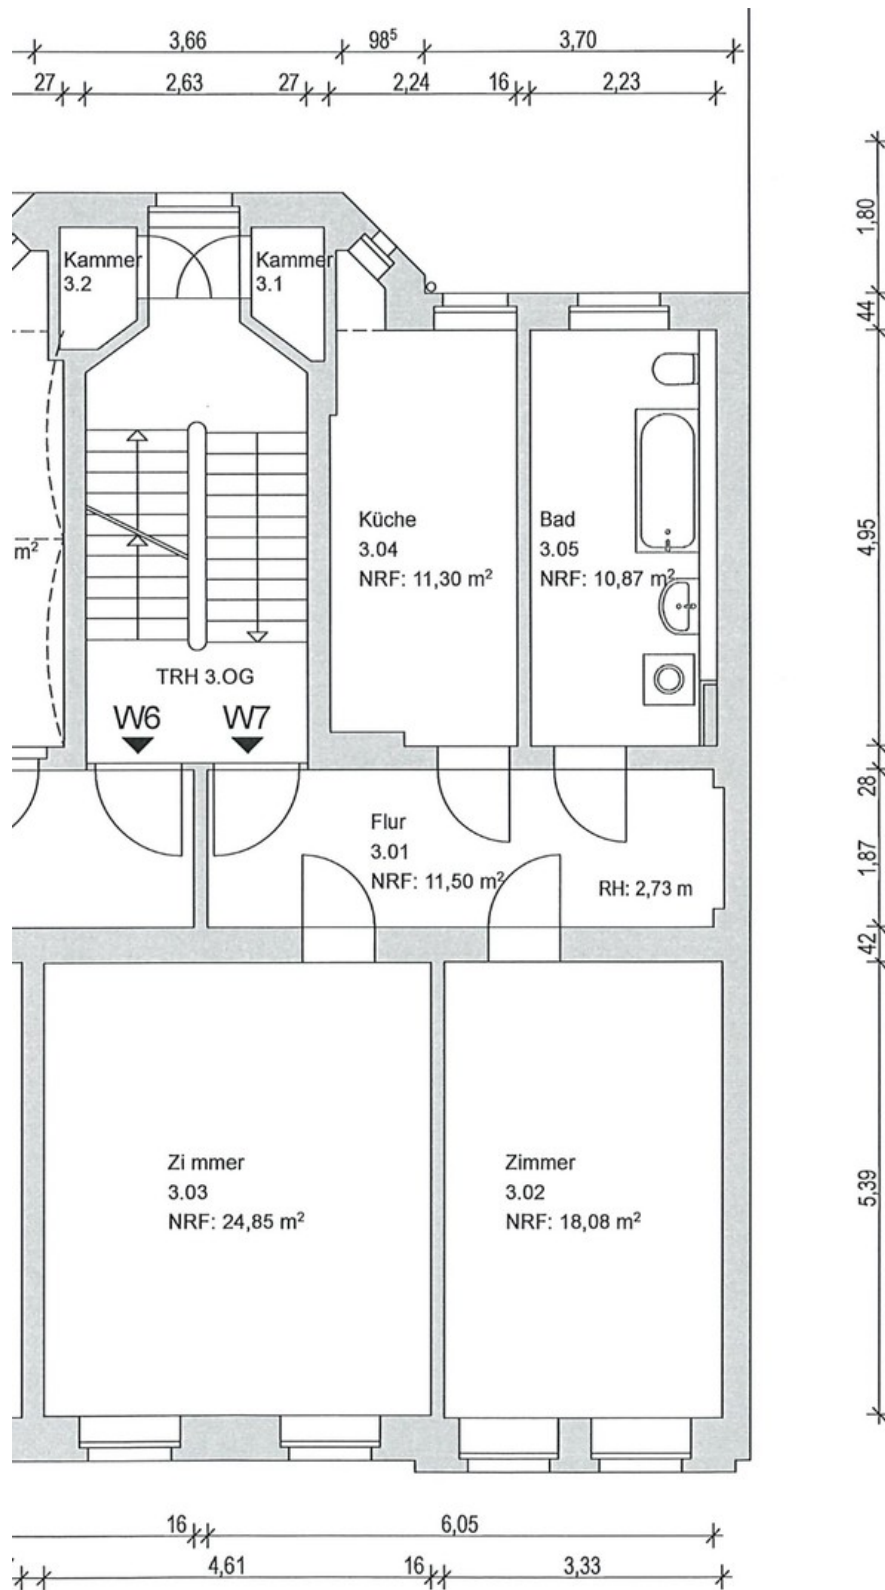 3,66 98⁵ 3,70
27 2,63 27 2,24 16 2,23
1,80
Kammer
3.2
Kammer
3.1
44
Küche
3.04
NRF: 11,30 m²
Bad
3.05
NRF: 10,87 m²
4,95
m²
TRH 3.OG
W6 W7
28
Flur
3.01
NRF: 11,50 m²
RH: 2,73 m
1,87
42
Zi mmer
3.03
NRF: 24,85 m²
Zimmer
3.02
NRF: 18,08 m²
5,39
16 6,05
4,61 16 3,33